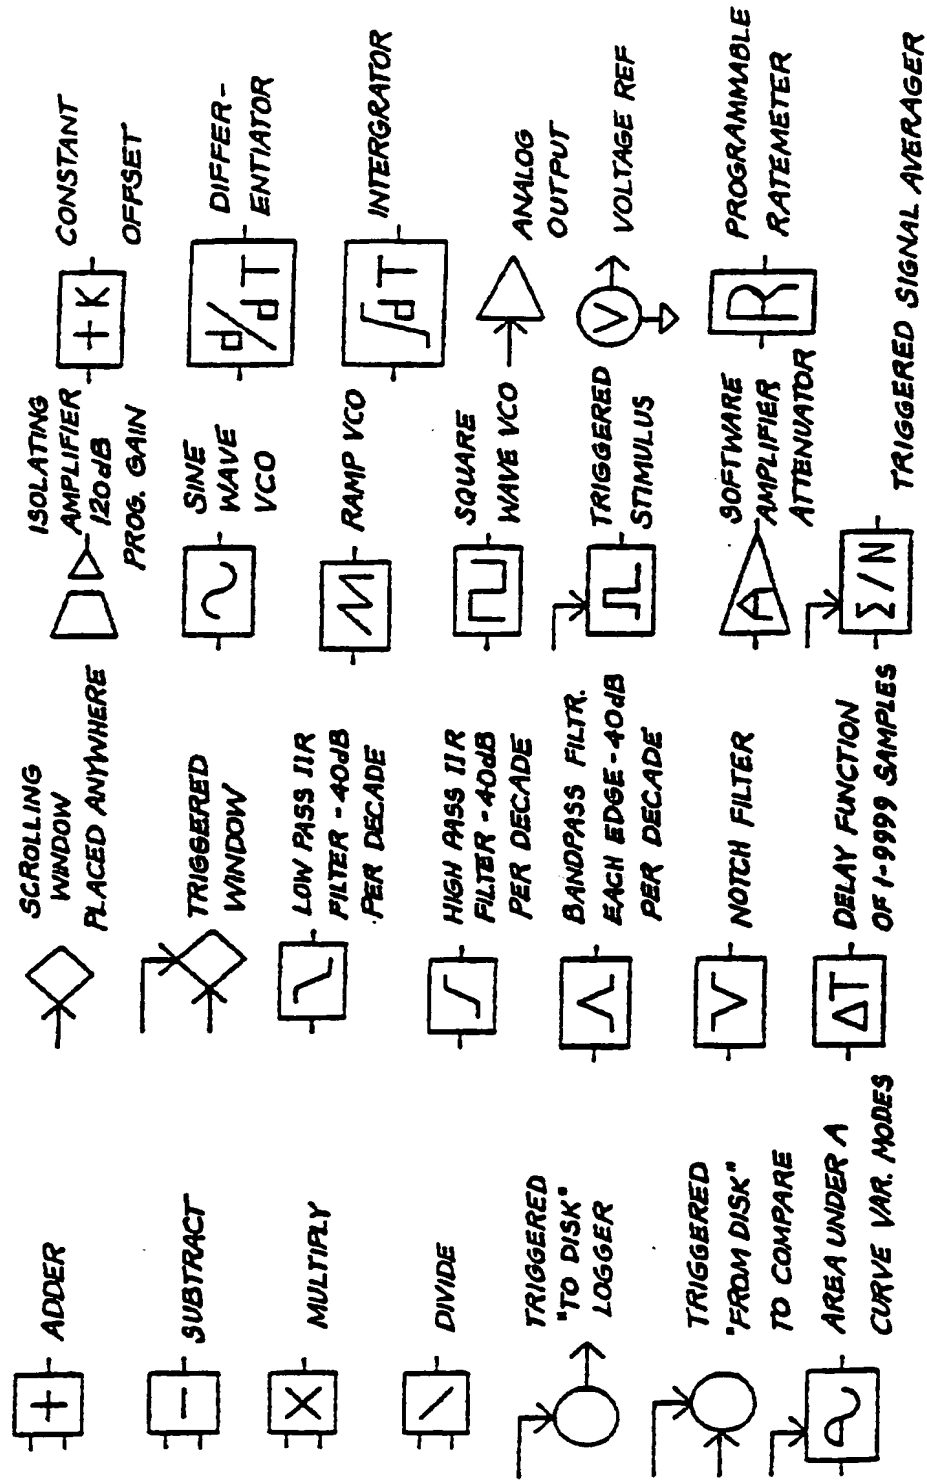 + ADDER
− SUBTRACT
X MULTIPLY
\ DIVIDE
TRIGGERED
"TO DISK"
LOGGER
TRIGGERED
"FROM DISK"
TO COMPARE
AREA UNDER A
CURVE VAR. MODES
SCROLLING
WINDOW
PLACED ANYWHERE
TRIGGERED
WINDOW
LOW PASS IIR
FILTER -40dB
PER DECADE
HIGH PASS IIR
FILTER -40dB
PER DECADE
BANDPASS FILTR.
EACH EDGE-40dB
PER DECADE
NOTCH FILTER
ΔT DELAY FUNCTION
OF 1-9999 SAMPLES
ISOLATING
AMPLIFIER
120dB
PROG. GAIN
SINE
WAVE
VCO
RAMP VCO
SQUARE
WAVE VCO
TRIGGERED
STIMULUS
A SOFTWARE
AMPLIFIER
ATTENUATOR
Σ/N TRIGGERED SIGNAL AVERAGER
+K CONSTANT
OFFSET
d/dT DIFFER-
ENTIATOR
∫dT INTERGRATOR
ANALOG
OUTPUT
V VOLTAGE REF
R PROGRAMMABLE
RATEMETER